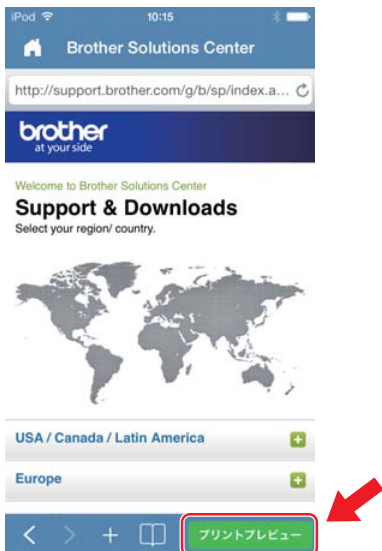 iPod 10:15
Brother Solutions Center
http://support.brother.com/g/b/sp/index.a...
brother
at your side
Welcome to Brother Solutions Center
Support & Downloads
Select your region/ country.
USA / Canada / Latin America
Europe
プリントプレビュー